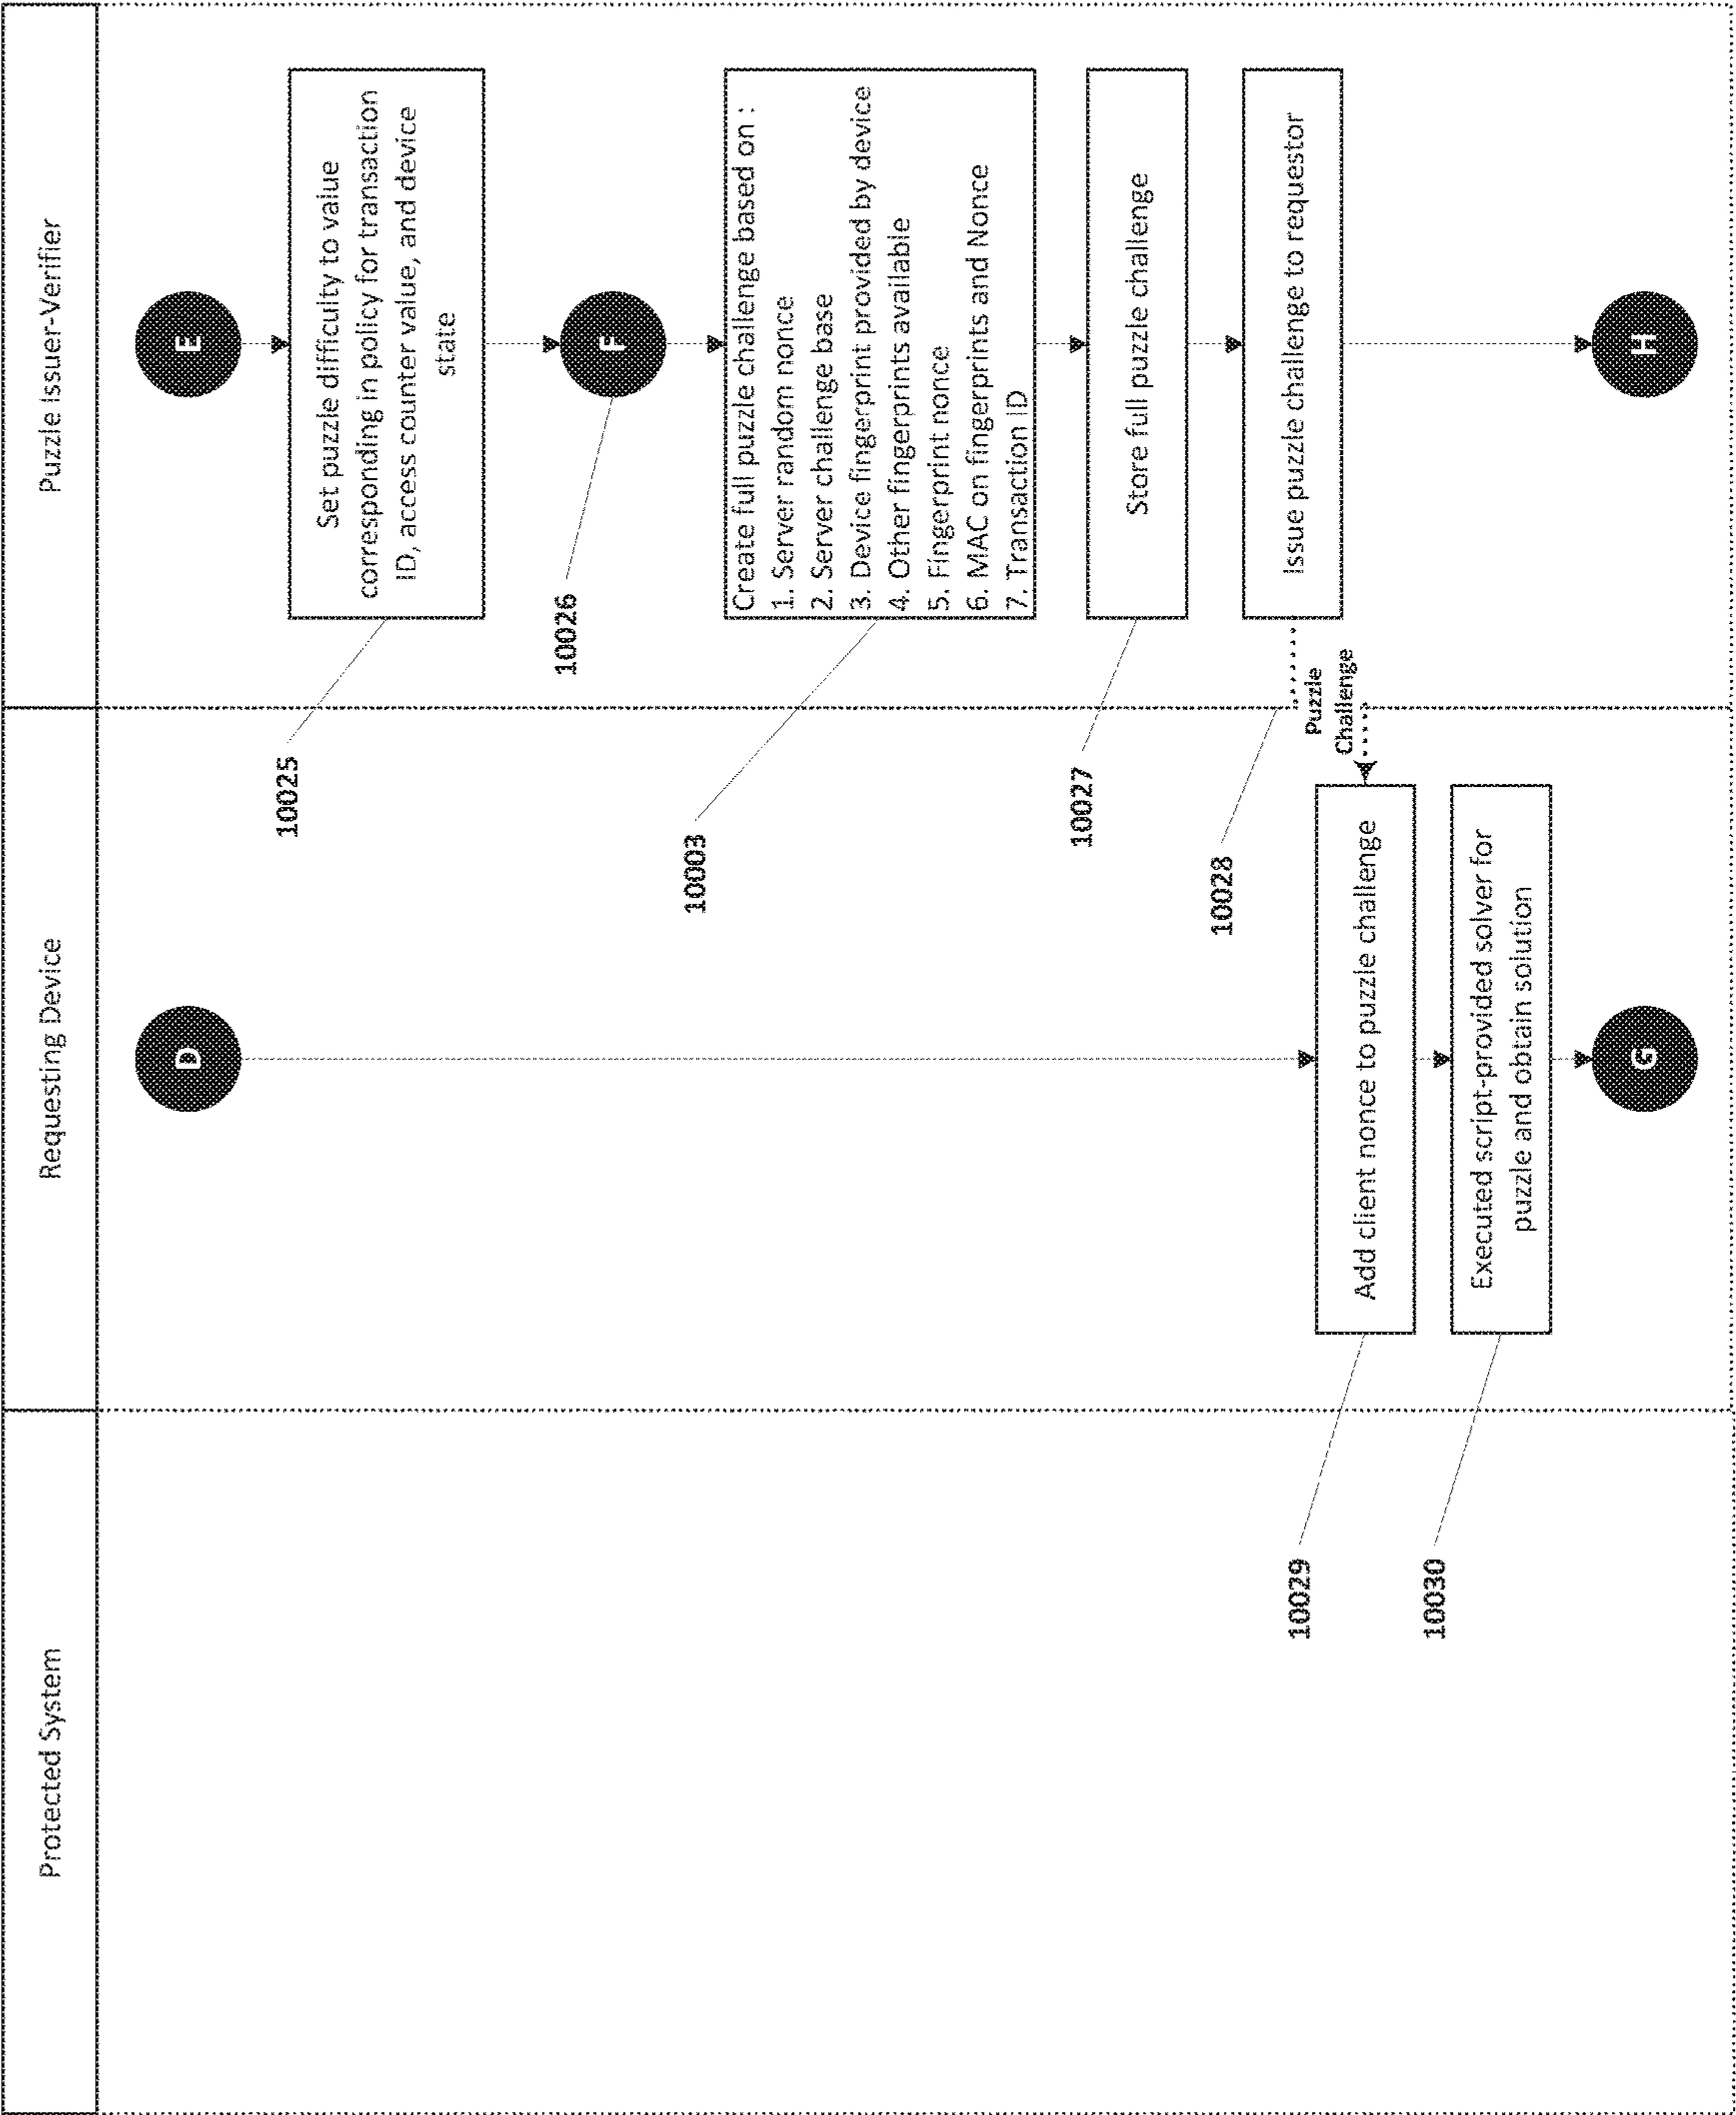 Protected System
Requesting Device
Puzzle Issuer-Verifier
D
E
10025
Set puzzle difficulty to value
corresponding in policy for transaction
ID, access counter value, and device
state
10026
F
10003
Create full puzzle challenge based on :
1. Server random nonce
2. Server challenge base
3. Device fingerprint provided by device
4. Other fingerprints available
5. Fingerprint nonce
6. MAC on fingerprints and Nonce
7. Transaction ID
10027
Store full puzzle challenge
10028
Issue puzzle challenge to requestor
Puzzle
Challenge
10029
Add client nonce to puzzle challenge
10030
Executed script-provided solver for
puzzle and obtain solution
G
H